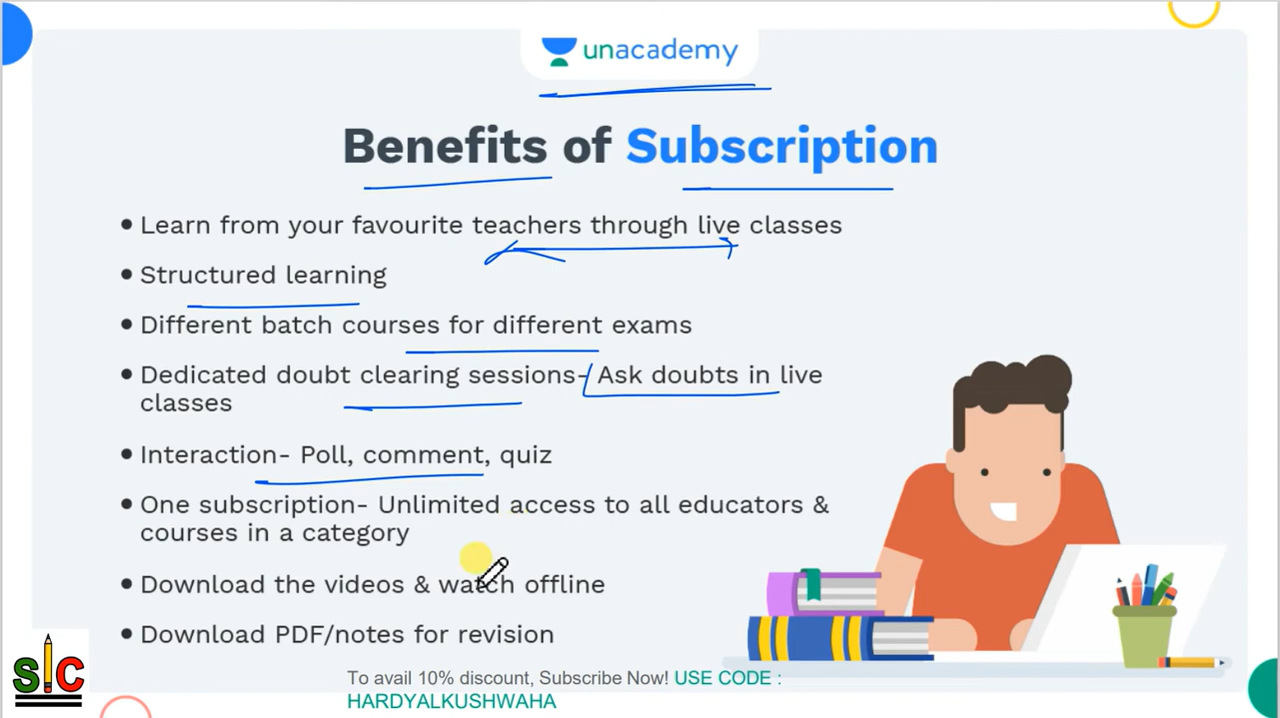 unacademy
Benefits of Subscription
• Learn from your favourite teachers through live classes
• Structured learning
• Different batch courses for different exams
• Dedicated doubt clearing sessions- Ask doubts in live
classes
• Interaction- Poll, comment, quiz
• One subscription- Unlimited access to all educators &
courses in a category
• Download the videos & watch offline
• Download PDF/notes for revision
SIC
To avail 10% discount, Subscribe Now! USE CODE :
HARDYALKUSHWAHA